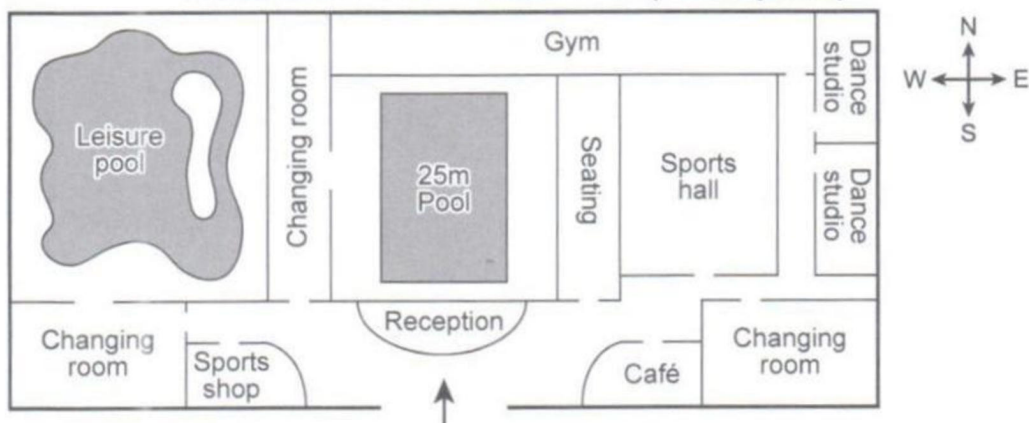 Gym
Dance
studio
N
W E
S
Leisure
pool
Changing room
25m
Pool
Seating
Sports
hall
Dance
studio
Changing
room
Sports
shop
Reception
Café
Changing
room